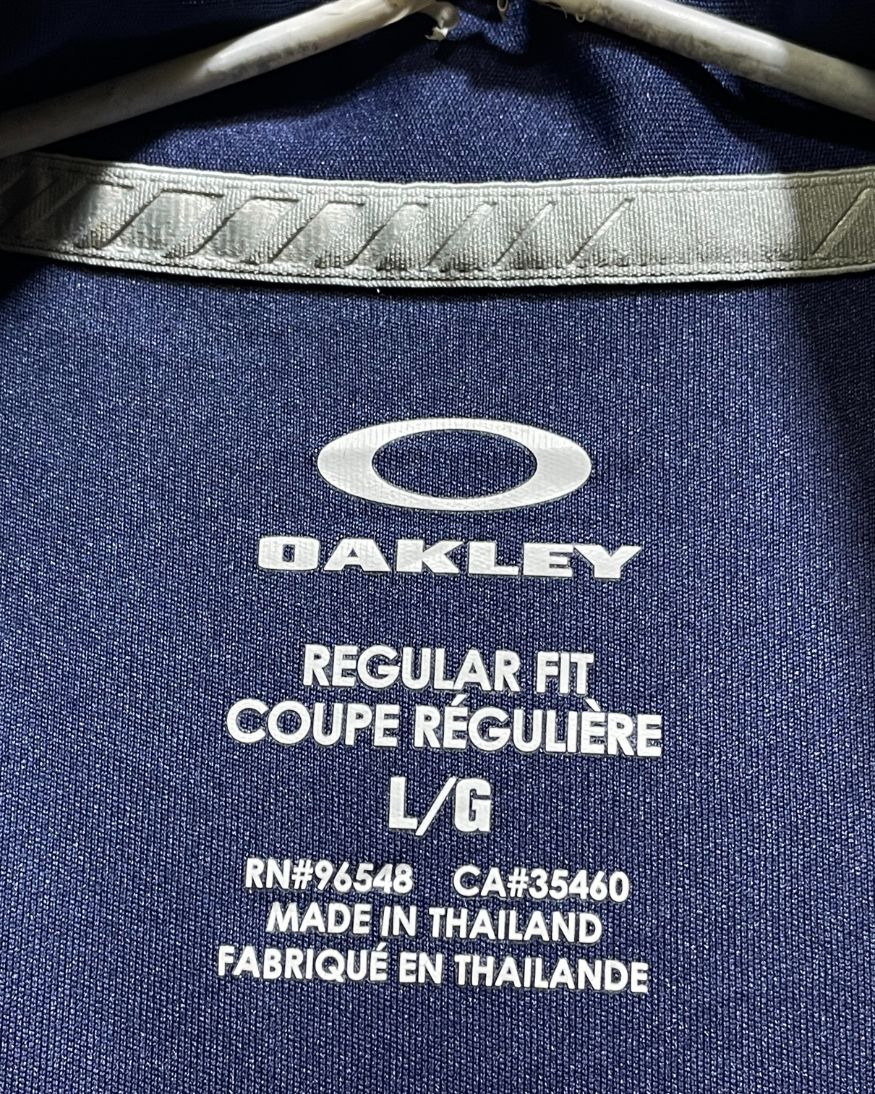 OAKLEY
REGULAR FIT
COUPE RÉGULIÈRE
L/G
RN#96548 CA#35460
MADE IN THAILAND
FABRIQUÉ EN THAILANDE